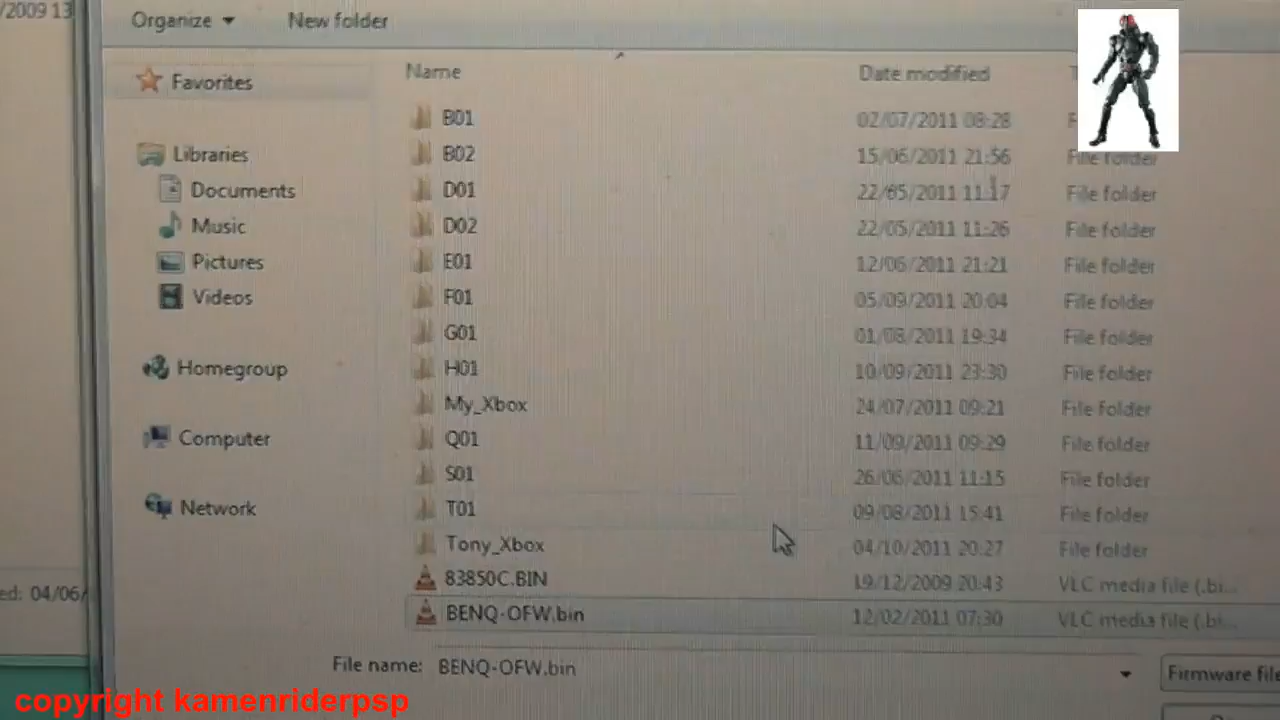 /2009 13
Organize New folder
Favorites
Libraries
Documents
Music
Pictures
Videos
Homegroup
Computer
Network
Name Date modified
B01 02/07/2011 08:28
B02 15/06/2011 21:56 File folder
D01 22/05/2011 11:17 File folder
D02 22/05/2011 11:26 File folder
E01 12/06/2011 21:21 File folder
F01 05/09/2011 20:04 File folder
G01 01/08/2011 19:34 File folder
H01 10/09/2011 23:30 File folder
My_Xbox 24/07/2011 09:21 File folder
Q01 11/09/2011 09:29 File folder
S01 26/06/2011 11:15 File folder
T01 09/08/2011 15:41 File folder
Tony_Xbox 04/10/2011 20:27 File folder
83850C.BIN 19/12/2009 20:43 VLC media file (.bi...
BENQ-OFW.bin 12/02/2011 07:30 VLC media file (.bi...
ed: 04/06/
File name: BENQ-OFW.bin Firmware file
copyright kamenriderpsp